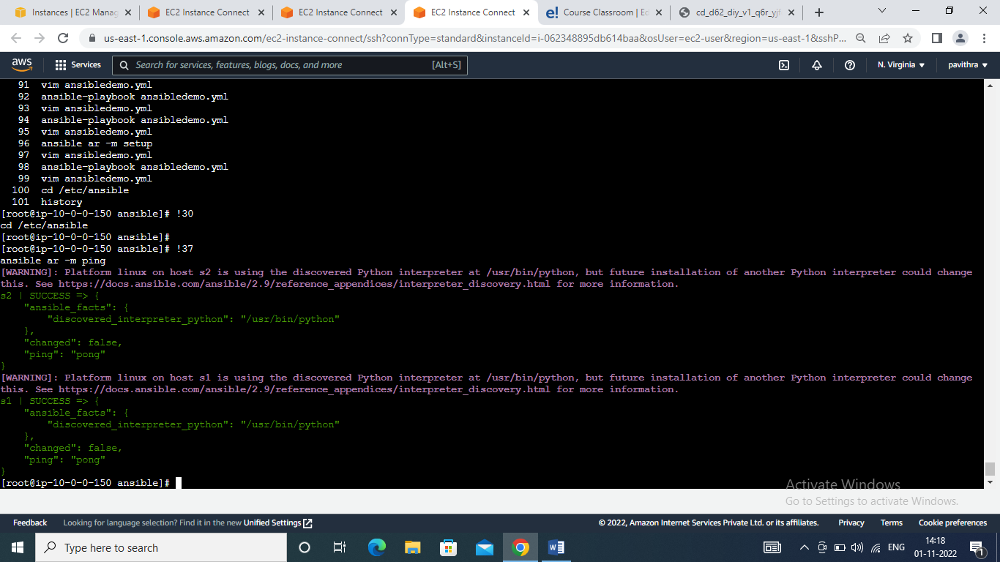 Instances | EC2 Manag
EC2 Instance Connect
EC2 Instance Connect
EC2 Instance Connect
e! Course Classroom | Ed
cd_d62_diy_v1_q6r_yjf
us-east-1.console.aws.amazon.com/ec2-instance-connect/ssh?connType=standard&instanceId=i-062348895db614baa&osUser=ec2-user&region=us-east-1&sshP...
aws Services Search for services, features, blogs, docs, and more [Alt+S] N. Virginia pavithra
91 vim ansibledemo.yml
92 ansible-playbook ansibledemo.yml
93 vim ansibledemo.yml
94 ansible-playbook ansibledemo.yml
95 vim ansibledemo.yml
96 ansible ar -m setup
97 vim ansibledemo.yml
98 ansible-playbook ansibledemo.yml
99 vim ansibledemo.yml
100 cd /etc/ansible
101 history
[root@ip-10-0-0-150 ansible]# !30
cd /etc/ansible
[root@ip-10-0-0-150 ansible]#
[root@ip-10-0-0-150 ansible]# !37
ansible ar -m ping
[WARNING]: Platform linux on host s2 is using the discovered Python interpreter at /usr/bin/python, but future installation of another Python interpreter could change
this. See https://docs.ansible.com/ansible/2.9/reference_appendices/interpreter_discovery.html for more information.
s2 | SUCCESS => {
"ansible_facts": {
"discovered_interpreter_python": "/usr/bin/python"
},
"changed": false,
"ping": "pong"
}
[WARNING]: Platform linux on host s1 is using the discovered Python interpreter at /usr/bin/python, but future installation of another Python interpreter could change
this. See https://docs.ansible.com/ansible/2.9/reference_appendices/interpreter_discovery.html for more information.
s1 | SUCCESS => {
"ansible_facts": {
"discovered_interpreter_python": "/usr/bin/python"
},
"changed": false,
"ping": "pong"
}
[root@ip-10-0-0-150 ansible]#
Activate Windows
Go to Settings to activate Windows.
Feedback Looking for language selection? Find it in the new Unified Settings © 2022, Amazon Internet Services Private Ltd. or its affiliates. Privacy Terms Cookie preferences
Type here to search
ENG
14:18
01-11-2022
1